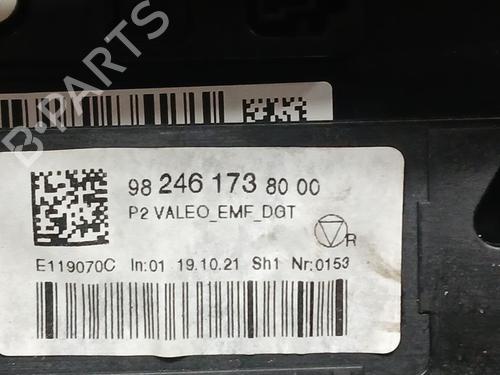 98 246 173 80 00
P2 VALEO_EMF_DGT
R
E119070C In:01 19.10.21 Sh1 Nr:0153
B-PARTS